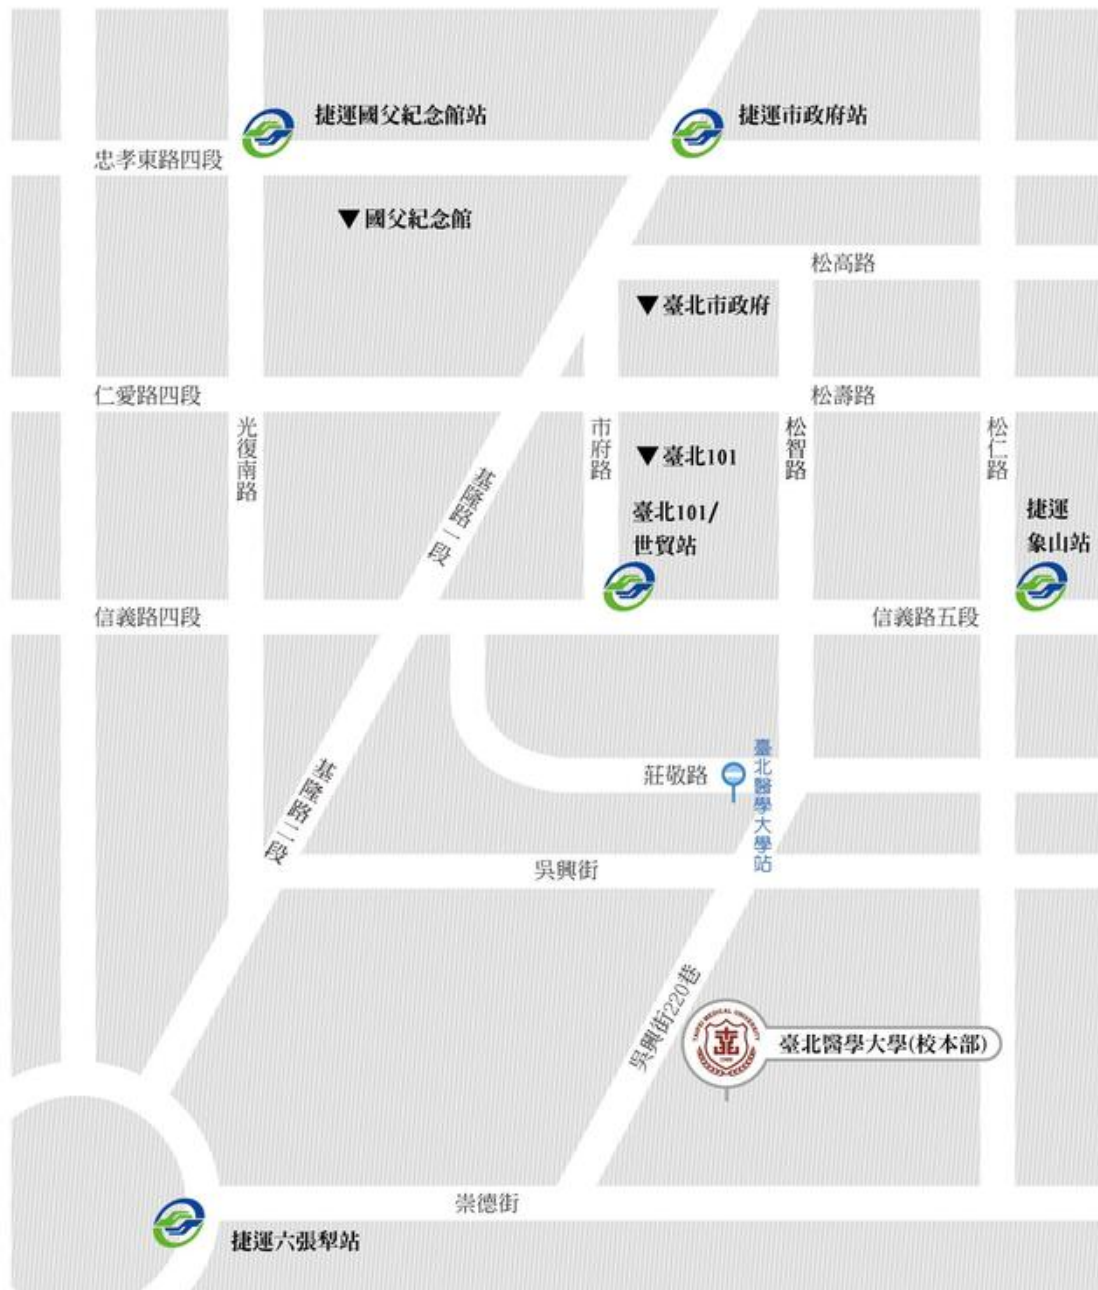 捷運國父紀念館站
捷運市政府站
忠孝東路四段
國父紀念館
松高路
臺北市政府
仁愛路四段
松壽路
光復南路
市府路
臺北101
松智路
松仁路
基隆路一段
臺北101/
世貿站
捷運
象山站
信義路四段
信義路五段
臺北醫學大學站
莊敬路
基隆路二段
吳興街
吳興街220巷
TAIPEI MEDICAL UNIVERSITY
臺北醫學大學(校本部)
崇德街
捷運六張犁站